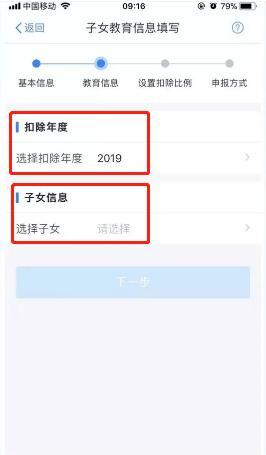 中国移动 09:16 79%
返回 子女教育信息填写
基本信息 教育信息 设置扣除比例 申报方式
扣除年度
选择扣除年度 2019
子女信息
选择子女 请选择
下一步